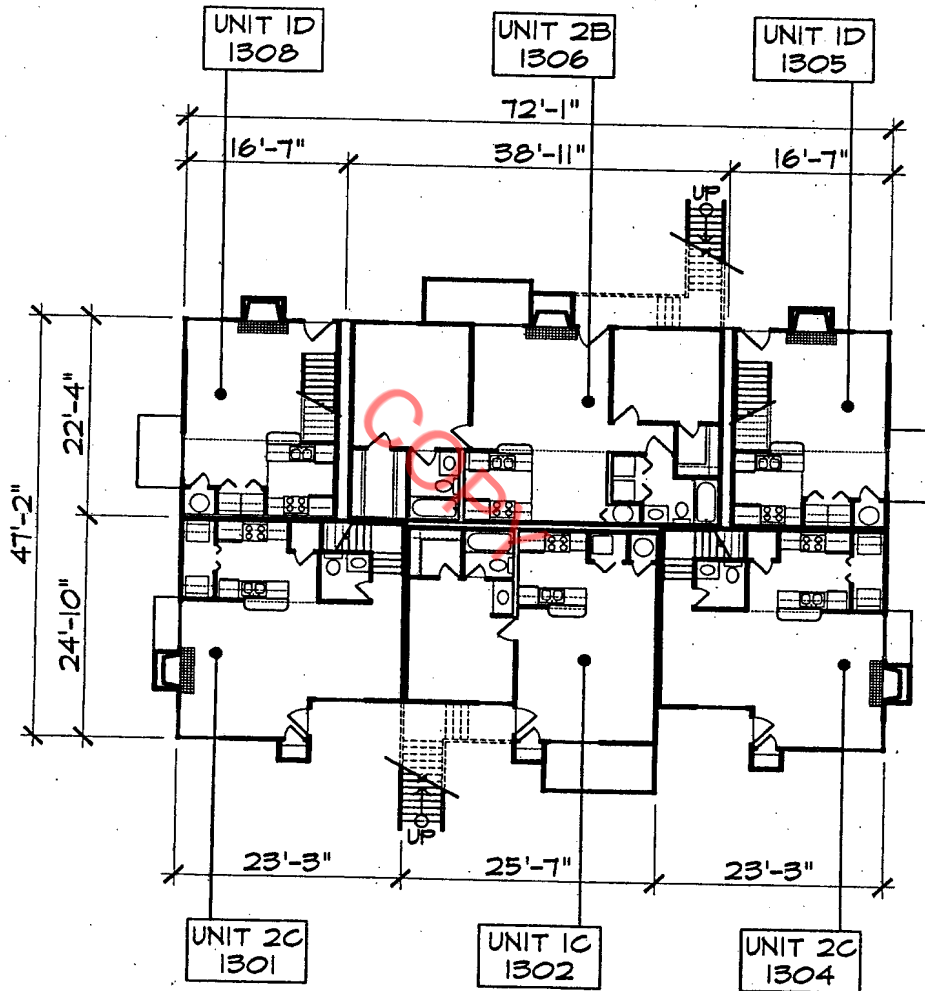 UNIT 1D
1308
UNIT 2B
1306
UNIT 1D
1305
72'-1"
16'-7"
38'-11"
16'-7"
UP
47'-2"
22'-4"
24'-10"
COPY
UP
23'-3"
25'-7"
23'-3"
UNIT 2C
1301
UNIT 1C
1302
UNIT 2C
1304